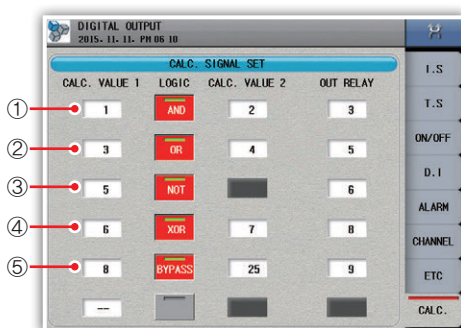 DIGITAL OUTPUT
2015. 11. 11. PM 06 10
CALC. SIGNAL SET
CALC. VALUE 1 LOGIC CALC. VALUE 2 OUT RELAY
① 1 AND 2 3
② 3 OR 4 5
③ 5 NOT 6
④ 6 XOR 7 8
⑤ 8 BYPASS 25 9
--
I.S
T.S
ON/OFF
D.I
ALARM
CHANNEL
ETC
CALC.